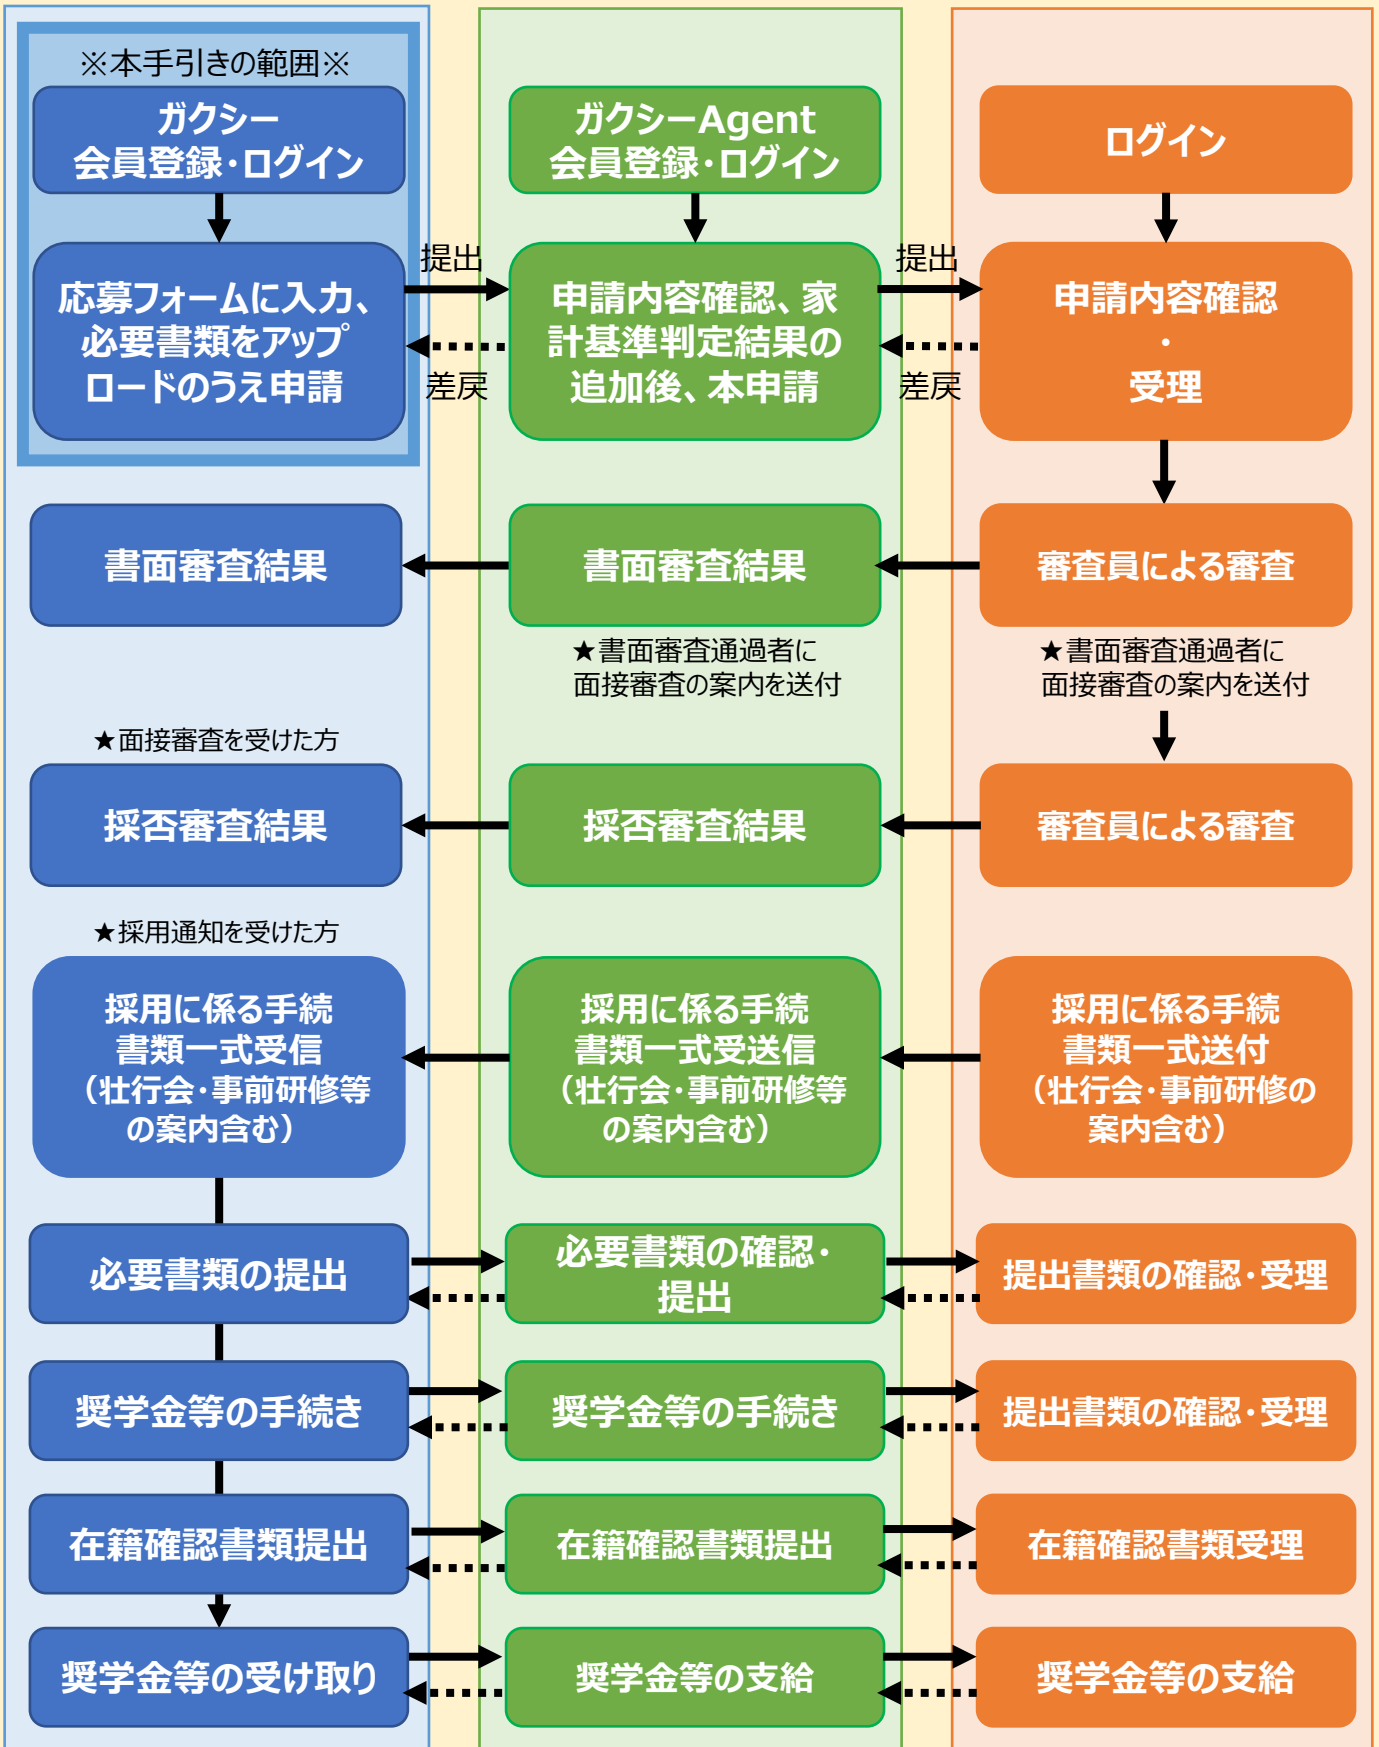 ※本手引きの範囲※
ガクシー
会員登録・ログイン
ガクシーAgent
会員登録・ログイン
ログイン
提出
提出
応募フォームに入力、
必要書類をアップ
ロードのうえ申請
申請内容確認、家
計基準判定結果の
追加後、本申請
申請内容確認
・
受理
差戻
差戻
書面審査結果
書面審査結果
審査員による審査
★書面審査通過者に
面接審査の案内を送付
★書面審査通過者に
面接審査の案内を送付
★面接審査を受けた方
採否審査結果
採否審査結果
審査員による審査
★採用通知を受けた方
採用に係る手続
書類一式受信
（壮行会・事前研修等
の案内含む）
採用に係る手続
書類一式受送信
（壮行会・事前研修等
の案内含む）
採用に係る手続
書類一式送付
（壮行会・事前研修の
案内含む）
必要書類の提出
必要書類の確認・
提出
提出書類の確認・受理
奨学金等の手続き
奨学金等の手続き
提出書類の確認・受理
在籍確認書類提出
在籍確認書類提出
在籍確認書類受理
奨学金等の受け取り
奨学金等の支給
奨学金等の支給